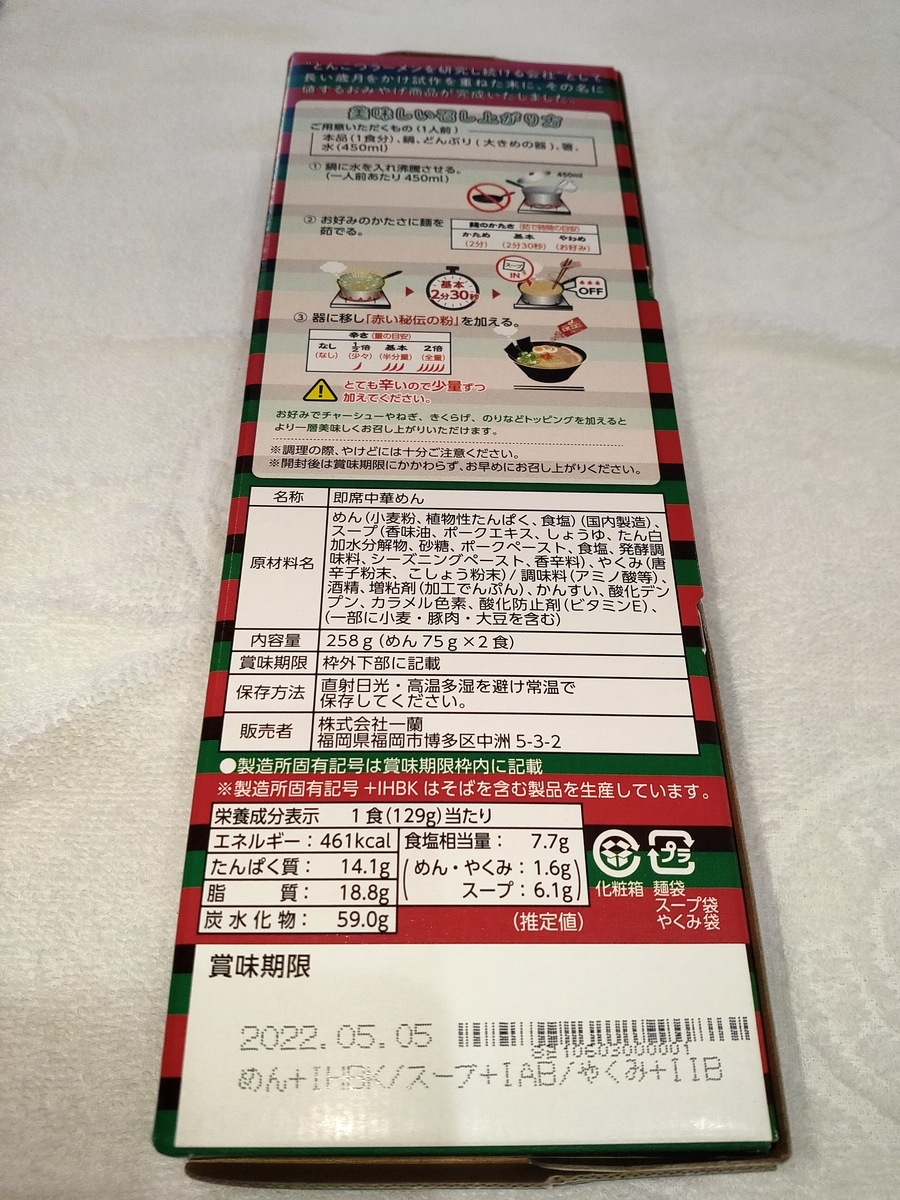 "とんこつラーメンを研究し続ける会社"として
長い歳月をかけ試作を重ねた末に、その名に
値するおみやげ商品が完成いたしました。
美味しい召し上がり方
ご用意いただくもの(1人前)
本品(1食分)、鍋、どんぶり(大きめの器)、箸、
水(450ml)
① 鍋に水を入れ沸騰させる。
(一人前あたり450ml)
450ml
② お好みのかたさに麺を
茹でる。
麺のかたさ(茹で時間の目安)
かため 基本 やわめ
(2分) (2分30秒) (お好み)
基本
2分30秒
スープ
IN
OFF
③ 器に移し「赤い秘伝の粉」を加える。
辛さ(量の目安)
なし 1/2倍 基本 2倍
(なし) (少々) (半分量) (全量)
とても辛いので少量ずつ
加えてください。
お好みでチャーシューやねぎ、きくらげ、のりなどトッピングを加えると
より一層美味しくお召し上がりいただけます。
※調理の際、やけどには十分ご注意ください。
※開封後は賞味期限にかかわらず、お早めにお召し上がりください。
名称 即席中華めん
原材料名
めん(小麦粉、植物性たんぱく、食塩)(国内製造)、
スープ(香味油、ポークエキス、しょうゆ、たん白
加水分解物、砂糖、ポークペースト、食塩、発酵調
味料、シーズニングペースト、香辛料)、やくみ(唐
辛子粉末、こしょう粉末)/調味料(アミノ酸等)、
酒精、増粘剤(加工でんぷん)、かんすい、酸化デン
プン、カラメル色素、酸化防止剤(ビタミンE)、
(一部に小麦・豚肉・大豆を含む)
内容量 258g(めん75g×2食)
賞味期限 枠外下部に記載
保存方法 直射日光・高温多湿を避け常温で
保存してください。
販売者 株式会社一蘭
福岡県福岡市博多区中洲 5-3-2
●製造所固有記号は賞味期限枠内に記載
※製造所固有記号+IHBKはそばを含む製品を生産しています。
栄養成分表示 1食(129g)当たり
エネルギー:461kcal 食塩相当量: 7.7g
たんぱく質: 14.1g (めん・やくみ:1.6g
脂 質: 18.8g スープ:6.1g)
炭水化物: 59.0g (推定値)
プラ
化粧箱 麺袋
スープ袋
やくみ袋
賞味期限
2022.05.05
めん+IHBK/スープ+IAB/やくみ+IIB